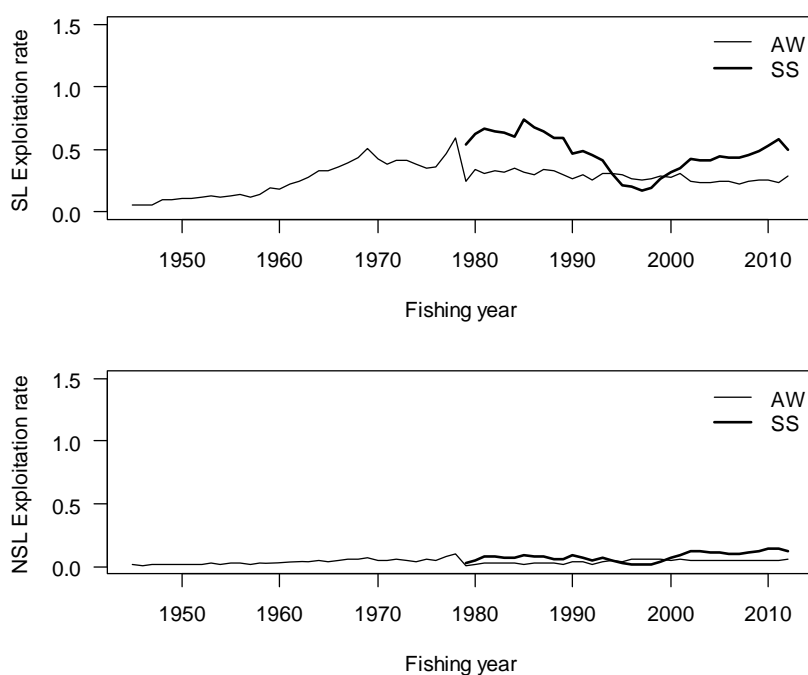 SL Exploitation rate
1.5
1.0
0.5
0.0
AW
SS
1950 1960 1970 1980 1990 2000 2010
Fishing year
NSL Exploitation rate
1.5
1.0
0.5
0.0
AW
SS
1950 1960 1970 1980 1990 2000 2010
Fishing year